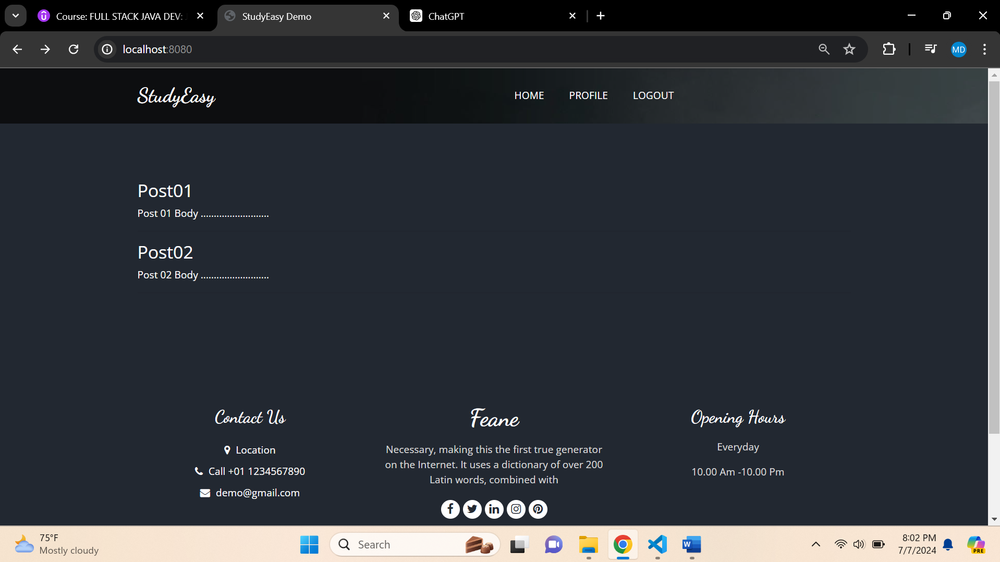 Course: FULL STACK JAVA DEV:
StudyEasy Demo
ChatGPT
localhost:8080
MD
StudyEasy
HOME
PROFILE
LOGOUT
Post01
Post 01 Body ..........................
Post02
Post 02 Body ..........................
Contact Us
Location
Call +01 1234567890
demo@gmail.com
Feane
Necessary, making this the first true generator
on the Internet. It uses a dictionary of over 200
Latin words, combined with
Opening Hours
Everyday
10.00 Am -10.00 Pm
75°F
Mostly cloudy
Search
8:02 PM
7/7/2024
PRE